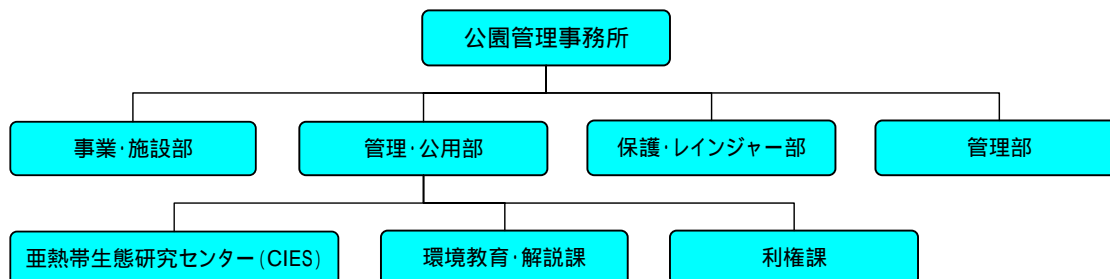 公園管理事務所
事業・施設部
管理・公用部
保護・レインジャー部
管理部
亜熱帯生態研究センター(CIES)
環境教育・解説課
利権課